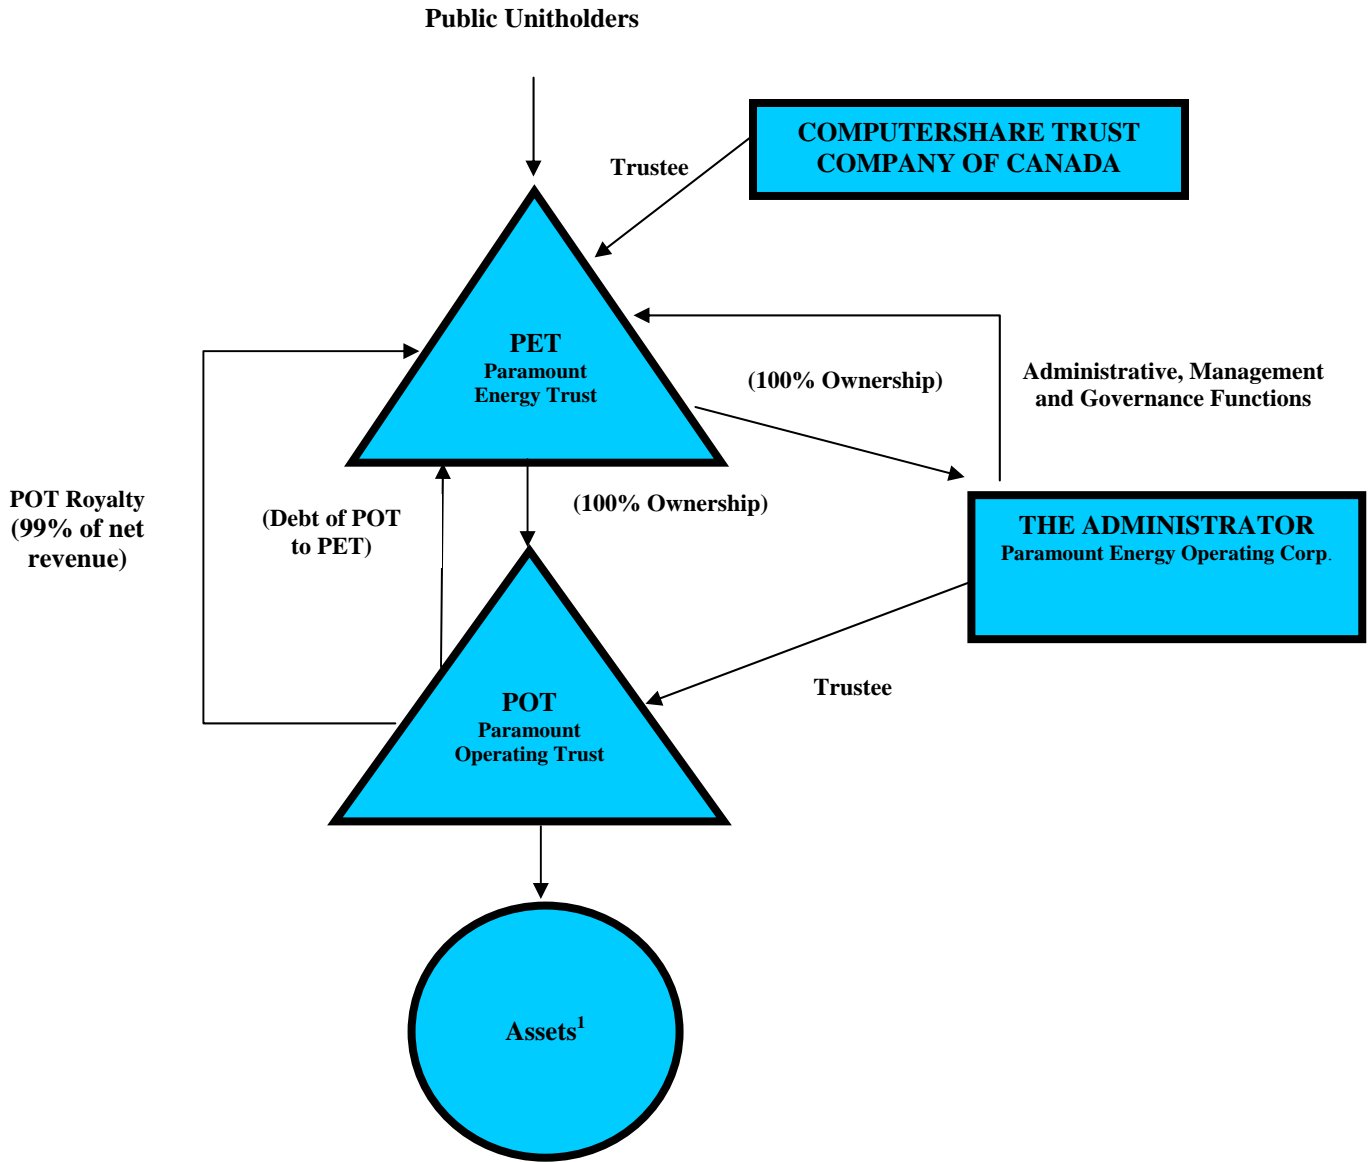 Public Unitholders
COMPUTERSHARE TRUST
COMPANY OF CANADA
Trustee
PET
Paramount
Energy Trust
(100% Ownership)
Administrative, Management
and Governance Functions
POT Royalty
(99% of net
revenue)
(Debt of POT
to PET)
(100% Ownership)
THE ADMINISTRATOR
Paramount Energy Operating Corp.
Trustee
POT
Paramount
Operating Trust
Assets¹